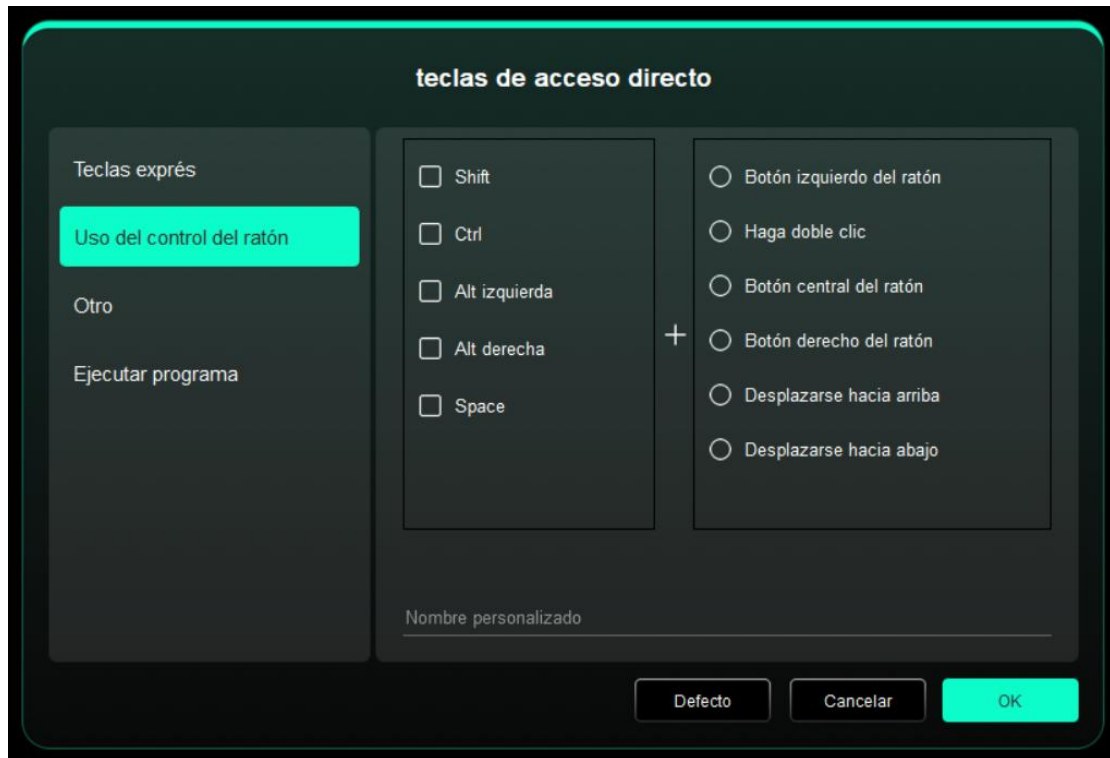 teclas de acceso directo
Teclas exprés
Uso del control del ratón
Otro
Ejecutar programa
Shift
Ctrl
Alt izquierda
Alt derecha
Space
+
Botón izquierdo del ratón
Haga doble clic
Botón central del ratón
Botón derecho del ratón
Desplazarse hacia arriba
Desplazarse hacia abajo
Nombre personalizado
Defecto
Cancelar
OK